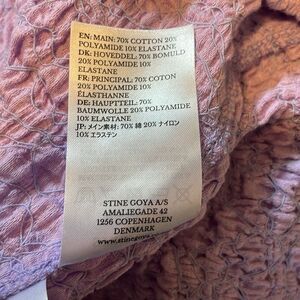 EN: MAIN: 70% COTTON 20%
POLYAMIDE 10% ELASTANE
DK: HOVEDDEL: 70% BOMULD
20% POLYAMIDE 10%
ELASTANE
FR: PRINCIPAL: 70% COTON
20% POLYAMIDE 10%
ÉLASTHANNE
DE: HAUPTTEIL: 70%
BAUMWOLLE 20% POLYAMIDE
10% ELASTANE
JP: メイン素材: 70% 綿 20% ナイロン
10% エラステン
STINE GOYA A/S
AMALIEGADE 42
1256 COPENHAGEN
DENMARK